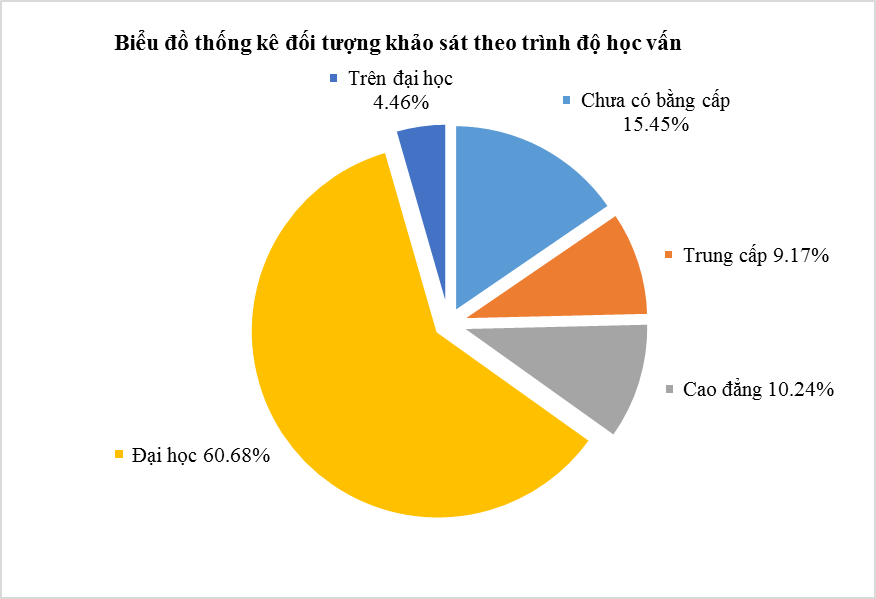 Biểu đồ thống kê đối tượng khảo sát theo trình độ học vấn
Trên đại học
4.46%
Chưa có bằng cấp
15.45%
Trung cấp 9.17%
Cao đẳng 10.24%
Đại học 60.68%